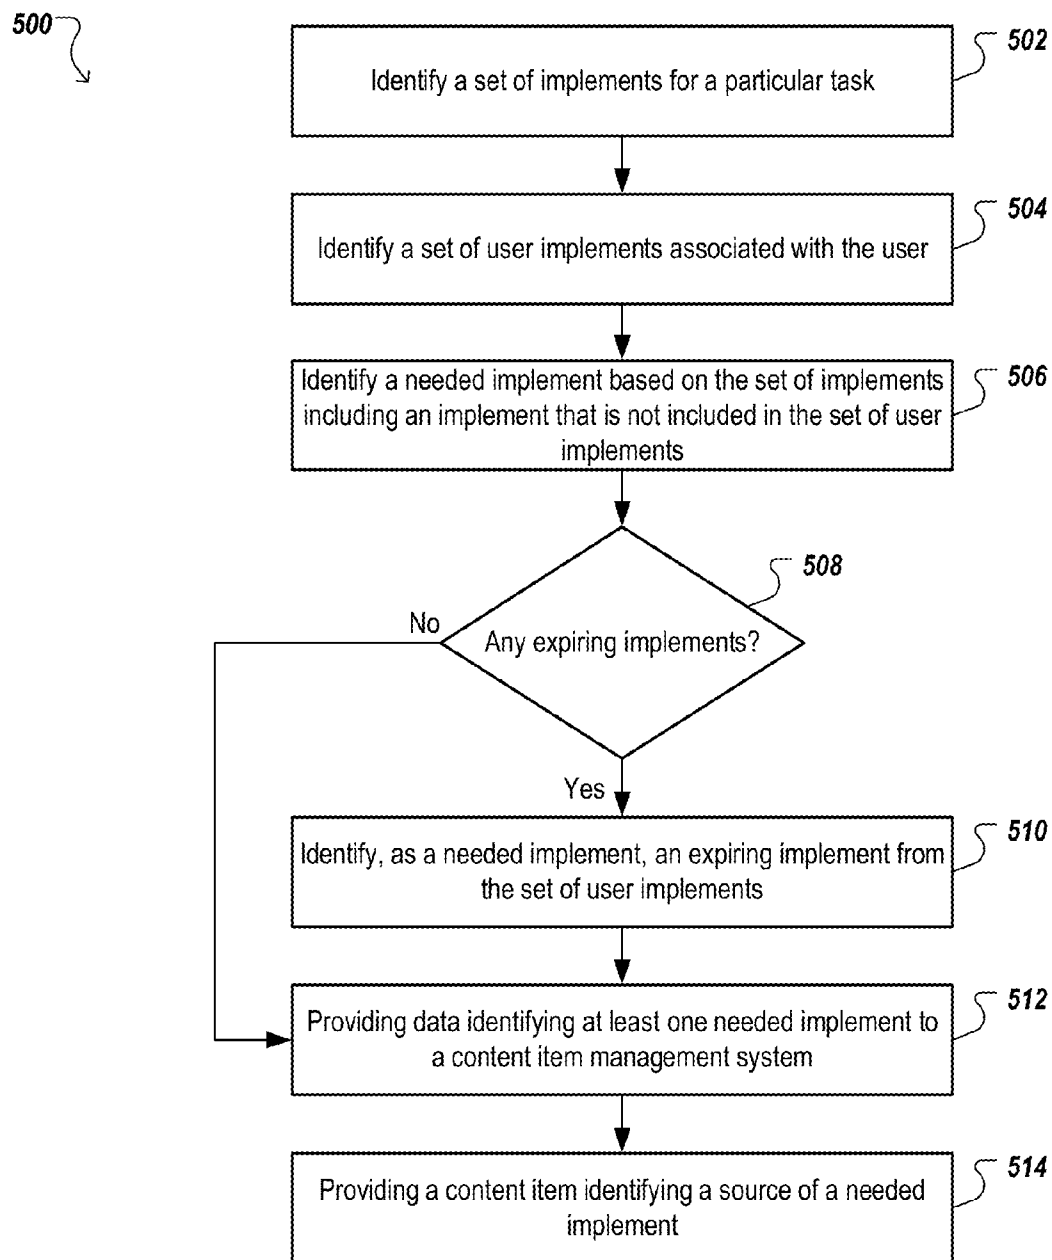 500
502
Identify a set of implements for a particular task
504
Identify a set of user implements associated with the user
506
Identify a needed implement based on the set of implements
including an implement that is not included in the set of user
implements
508
No
Any expiring implements?
Yes
510
Identify, as a needed implement, an expiring implement from
the set of user implements
512
Providing data identifying at least one needed implement to
a content item management system
514
Providing a content item identifying a source of a needed
implement